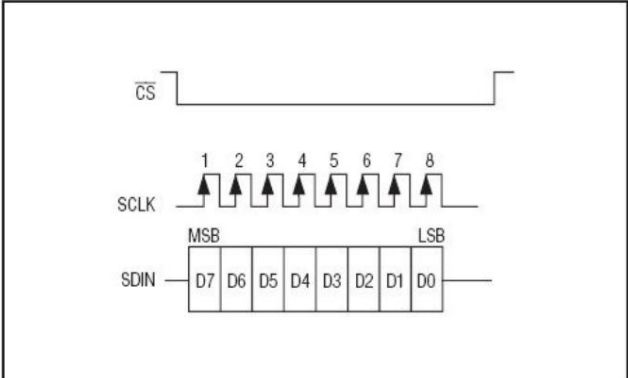 C̅S̅
1 2 3 4 5 6 7 8
SCLK
MSB LSB
SDIN D7 D6 D5 D4 D3 D2 D1 D0